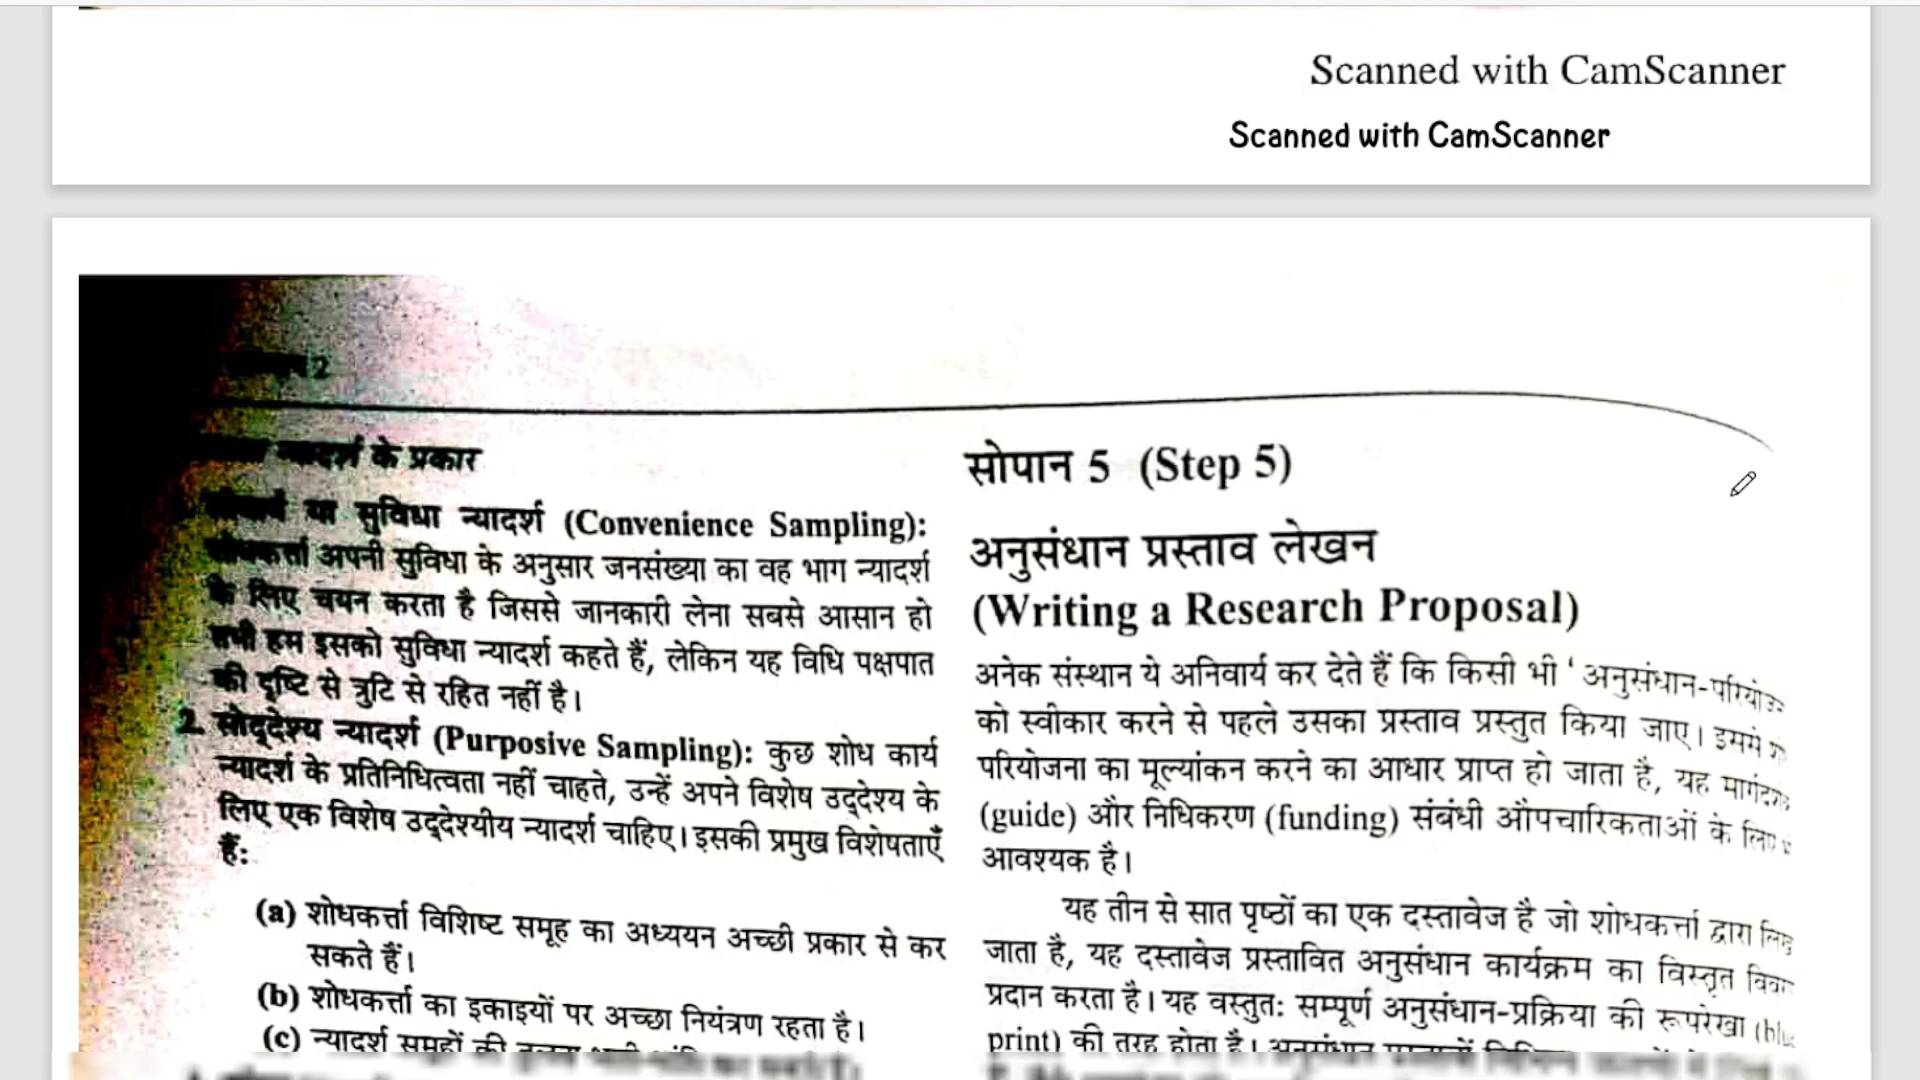 Scanned with CamScanner
Scanned with CamScanner
2
के प्रकार
या सुविधा न्यादर्श (Convenience Sampling):
अपनी सुविधा के अनुसार जनसंख्या का वह भाग न्यादर्श
के लिए चयन करता है जिससे जानकारी लेना सबसे आसान हो
तभी हम इसको सुविधा न्यादर्श कहते हैं, लेकिन यह विधि पक्षपात
की दृष्टि से त्रुटि से रहित नहीं है।
2. सोद्देश्य न्यादर्श (Purposive Sampling): कुछ शोध कार्य
न्यादर्श के प्रतिनिधित्वता नहीं चाहते, उन्हें अपने विशेष उद्देश्य के
लिए एक विशेष उद्देश्यीय न्यादर्श चाहिए। इसकी प्रमुख विशेषताएँ
हैं:
(a) शोधकर्त्ता विशिष्ट समूह का अध्ययन अच्छी प्रकार से कर
सकते हैं।
(b) शोधकर्त्ता का इकाइयों पर अच्छा नियंत्रण रहता है।
(c) न्यादर्श समूहों की तुलना
सोपान 5 (Step 5)
अनुसंधान प्रस्ताव लेखन
(Writing a Research Proposal)
अनेक संस्थान ये अनिवार्य कर देते हैं कि किसी भी ‘अनुसंधान-
को स्वीकार करने से पहले उसका प्रस्ताव प्रस्तुत किया जाए। इससे
परियोजना का मूल्यांकन करने का आधार प्राप्त हो जाता है, यह
(guide) और निधिकरण (funding) संबंधी औपचारिकताओं के लिए
आवश्यक है।
यह तीन से सात पृष्ठों का एक दस्तावेज है जो शोधकर्त्ता द्वारा
जाता है, यह दस्तावेज प्रस्तावित अनुसंधान कार्यक्रम का विस्तृत
प्रदान करता है। यह वस्तुतः सम्पूर्ण अनुसंधान-प्रक्रिया की रूपरेखा
print) की तरह होता है।